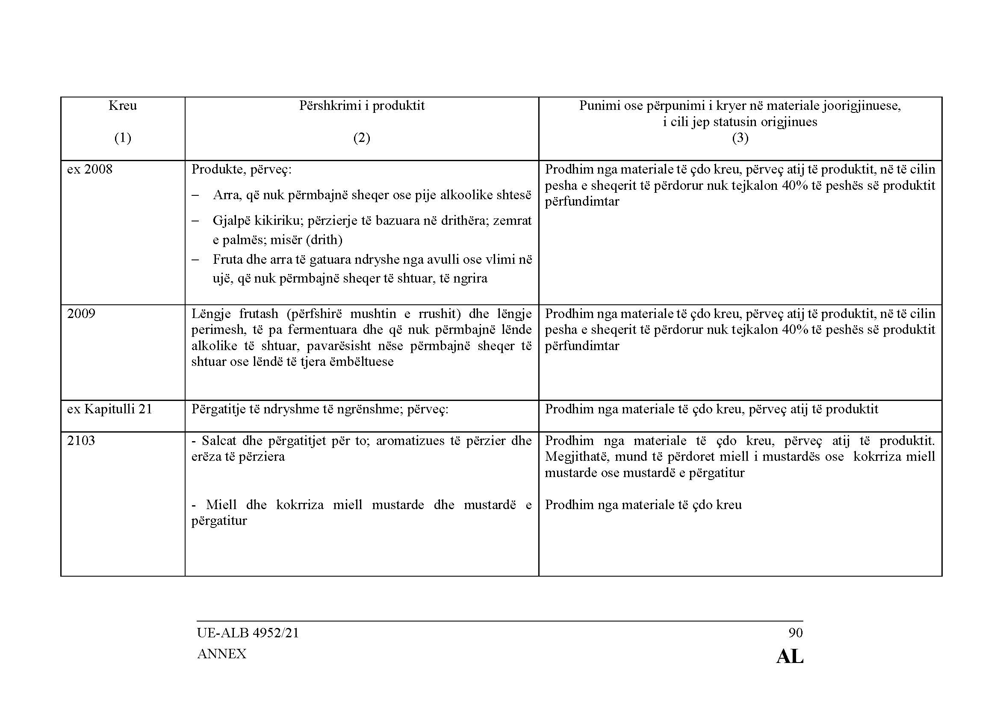 Kreu
(1)
Përshkrimi i produktit
(2)
Punimi ose përpunimi i kryer në materiale joorigjinuese,
i cili jep statusin origjinues
(3)
ex 2008
Produkte, përveç:
– Arra, që nuk përmbajnë sheqer ose pije alkoolike shtesë
– Gjalpë kikiriku; përzierje të bazuara në drithëra; zemrat
e palmës; misër (drith)
– Fruta dhe arra të gatuara ndryshe nga avulli ose vlimi në
ujë, që nuk përmbajnë sheqer të shtuar, të ngrira
Prodhim nga materiale të çdo kreu, përveç atij të produktit, në të cilin
pesha e sheqerit të përdorur nuk tejkalon 40% të peshës së produktit
përfundimtar
2009
Lëngje frutash (përfshirë mushtin e rrushit) dhe lëngje
perimesh, të pa fermentuara dhe që nuk përmbajnë lënde
alkolike të shtuar, pavarësisht nëse përmbajnë sheqer të
shtuar ose lëndë të tjera ëmbëltuese
Prodhim nga materiale të çdo kreu, përveç atij të produktit, në të cilin
pesha e sheqerit të përdorur nuk tejkalon 40% të peshës së produktit
përfundimtar
ex Kapitulli 21
Përgatitje të ndryshme të ngrënshme; përveç:
Prodhim nga materiale të çdo kreu, përveç atij të produktit
2103
- Salcat dhe përgatitjet për to; aromatizues të përzier dhe
erëza të përziera
Prodhim nga materiale të çdo kreu, përveç atij të produktit.
Megjithatë, mund të përdoret miell i mustardës ose kokrriza miell
mustarde ose mustardë e përgatitur
- Miell dhe kokrriza miell mustarde dhe mustardë e
përgatitur
Prodhim nga materiale të çdo kreu
UE-ALB 4952/21
90
ANNEX
AL